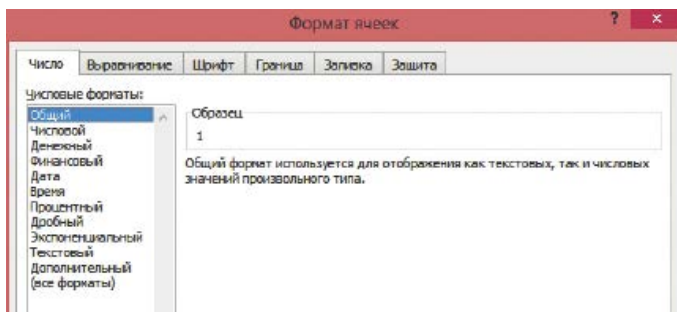 Формат ячеек ? ×
Число Выравнивание Шрифт Граница Заливка Защита
Числовые форматы:
Общий
Числовой
Денежный
Финансовый
Дата
Время
Процентный
Дробный
Экспоненциальный
Текстовый
Дополнительный
(все форматы)
Образец
1
Общий формат используется для отображения как текстовых, так и числовых
значений произвольного типа.